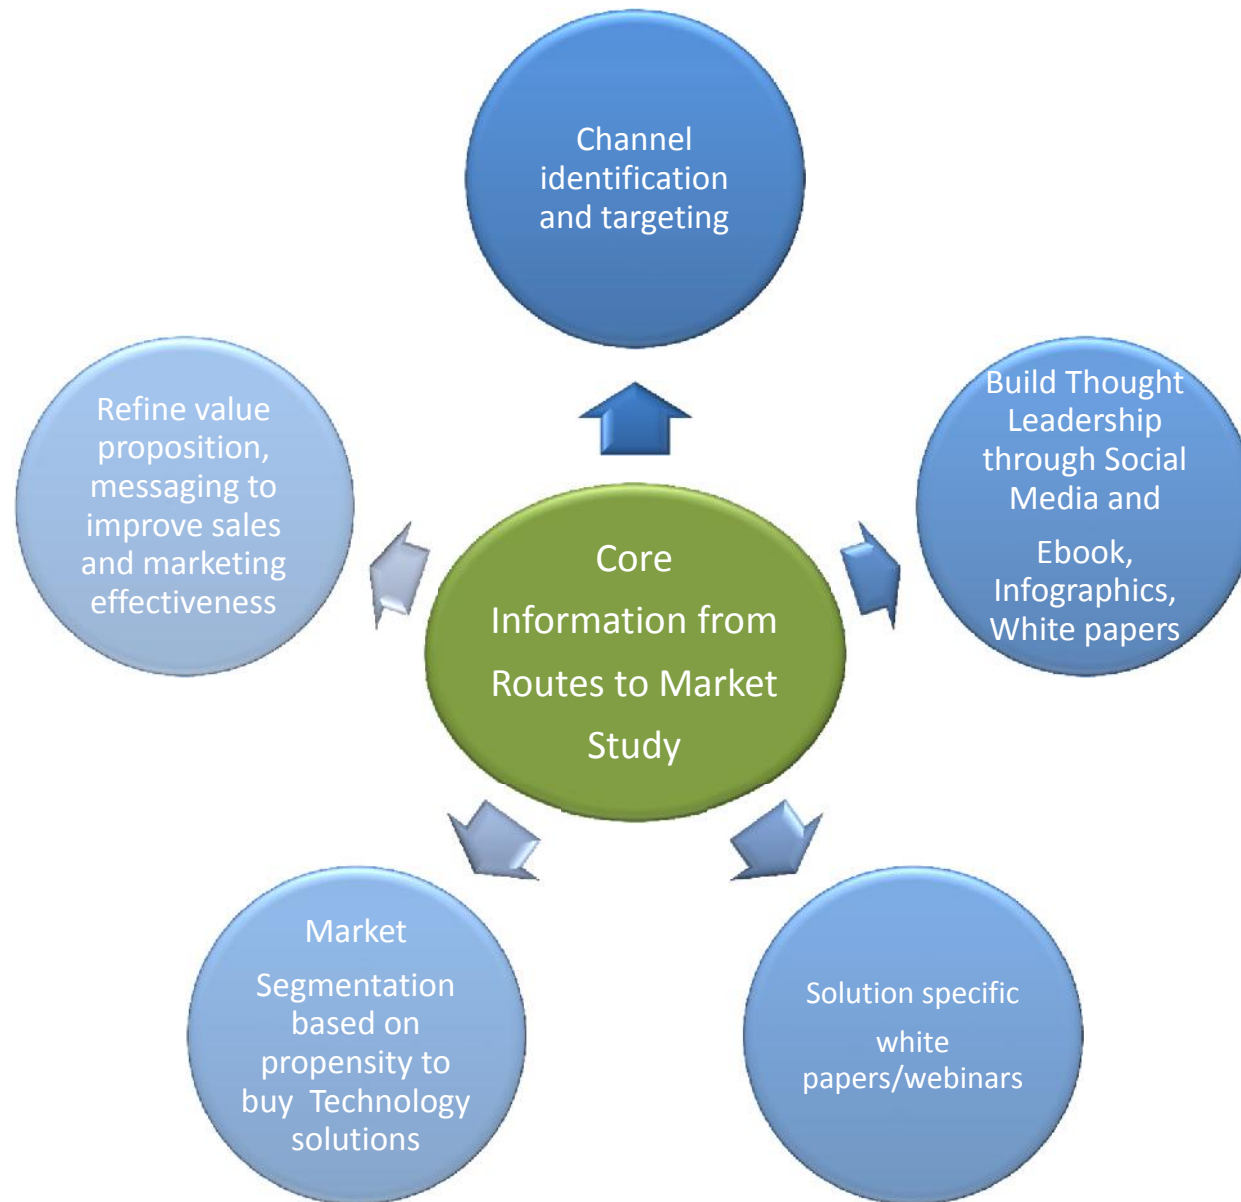 Channel
identification
and targeting
Build Thought
Leadership
through Social
Media and
Ebook,
Infographics,
White papers
Solution specific
white
papers/webinars
Market
Segmentation
based on
propensity to
buy  Technology
solutions
Refine value
proposition,
messaging to
improve sales
and marketing
effectiveness
Core
Information from
Routes to Market
Study